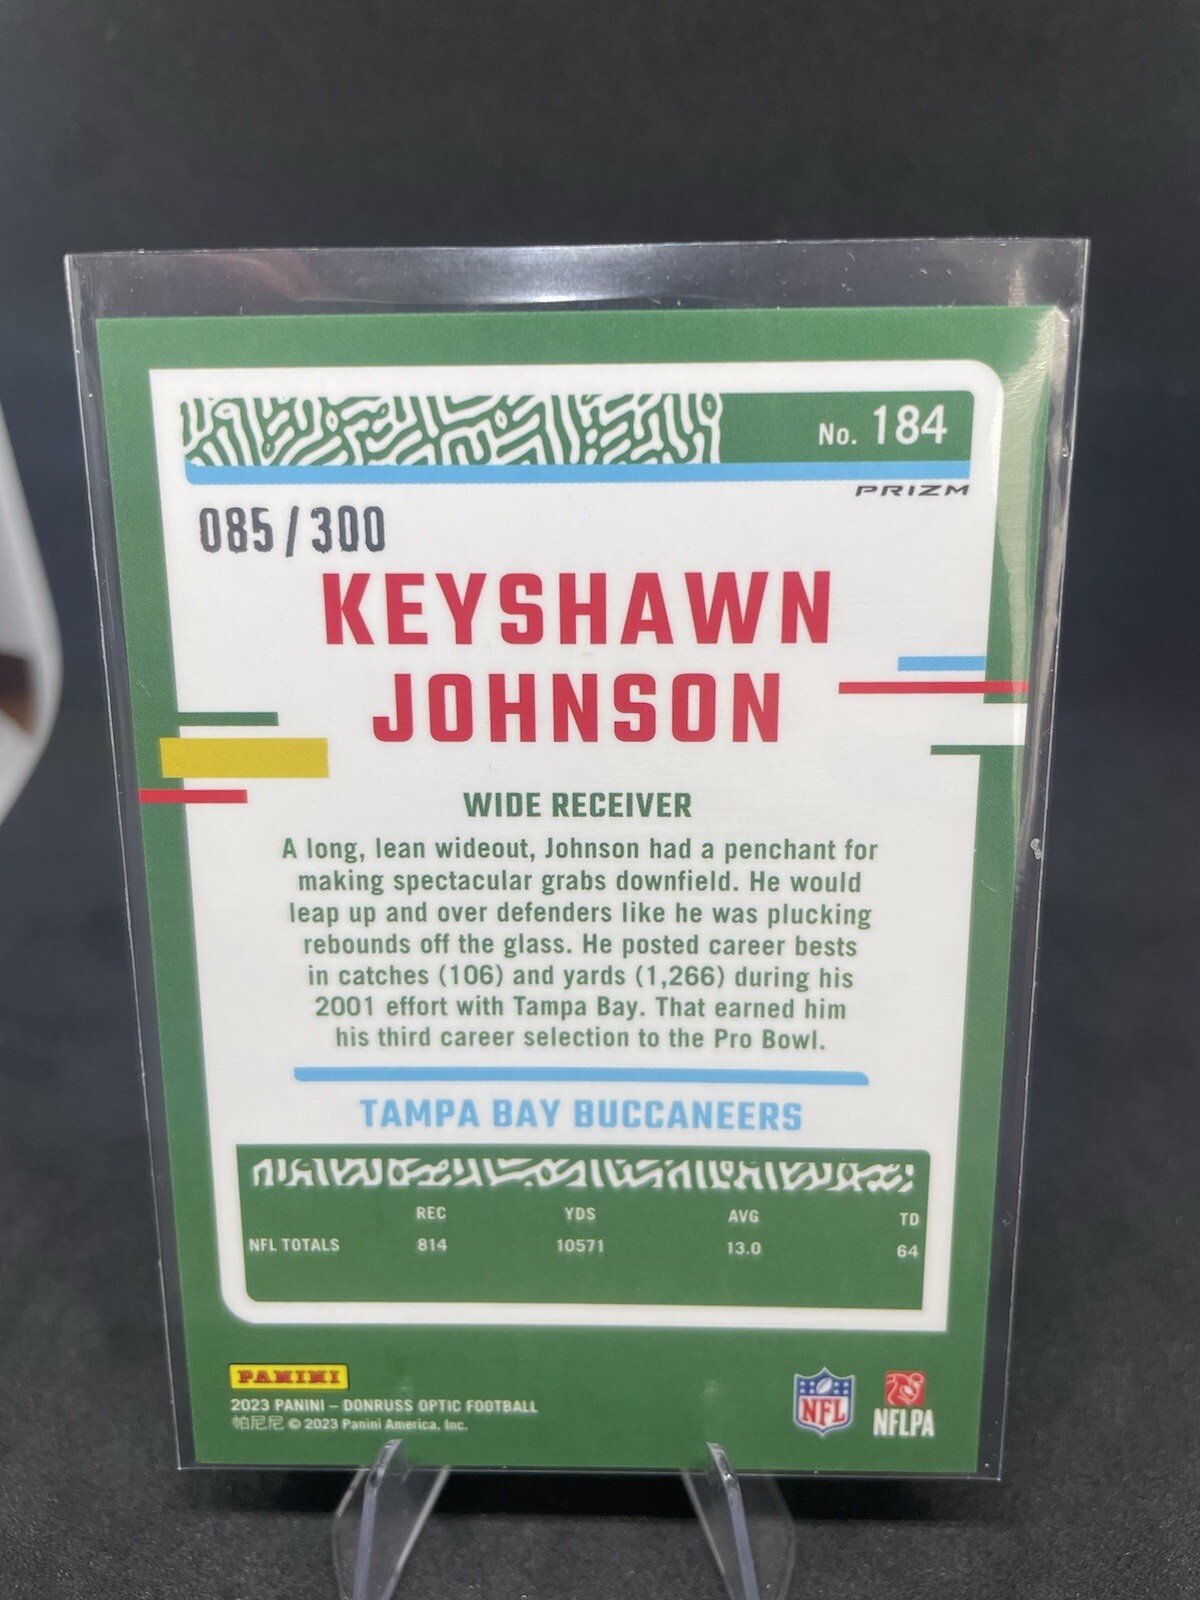 No. 184
PRIZM
085/300
KEYSHAWN
JOHNSON
WIDE RECEIVER
A long, lean wideout, Johnson had a penchant for
making spectacular grabs downfield. He would
leap up and over defenders like he was plucking
rebounds off the glass. He posted career bests
in catches (106) and yards (1,266) during his
2001 effort with Tampa Bay. That earned him
his third career selection to the Pro Bowl.
TAMPA BAY BUCCANEERS
REC YDS AVG TD
NFL TOTALS 814 10571 13.0 64
PANINI
2023 PANINI – DONRUSS OPTIC FOOTBALL
帕尼尼 © 2023 Panini America, Inc.
NFL
NFLPA